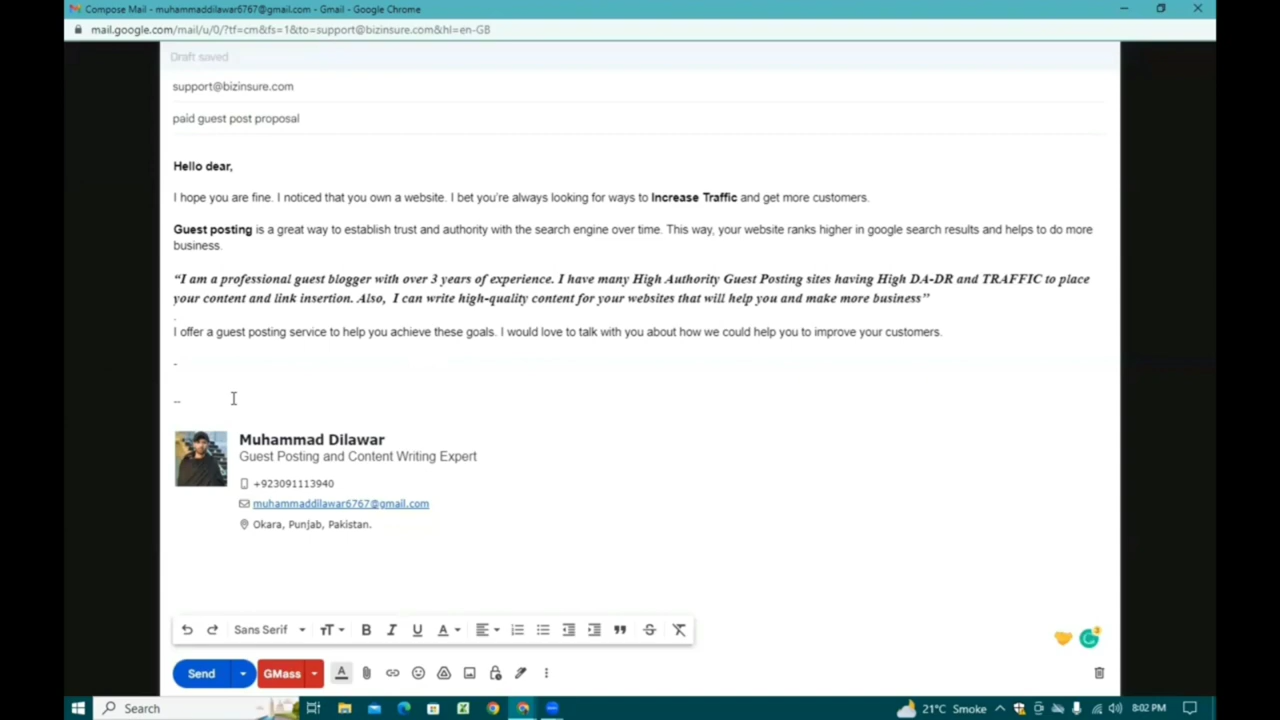 Compose Mail - muhammaddilawar6767@gmail.com - Gmail - Google Chrome
mail.google.com/mail/u/0/?tf=cm&fs=1&to=support@bizinsure.com&hl=en-GB
Draft saved
support@bizinsure.com
paid guest post proposal
Hello dear,
I hope you are fine. I noticed that you own a website. I bet you're always looking for ways to Increase Traffic and get more customers.
Guest posting is a great way to establish trust and authority with the search engine over time. This way, your website ranks higher in google search results and helps to do more
business.
“I am a professional guest blogger with over 3 years of experience. I have many High Authority Guest Posting sites having High DA-DR and TRAFFIC to place
your content and link insertion. Also, I can write high-quality content for your websites that will help you and make more business”
.
I offer a guest posting service to help you achieve these goals. I would love to talk with you about how we could help you to improve your customers.
-
--
Muhammad Dilawar
Guest Posting and Content Writing Expert
+923091113940
muhammaddilawar6767@gmail.com
Okara, Punjab, Pakistan.
Sans Serif
Send GMass
Search 21°C Smoke 8:02 PM